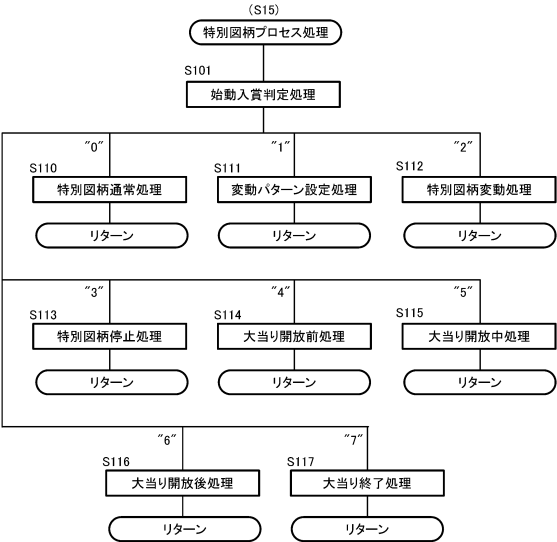 (S15)
特別図柄プロセス処理
S101
始動入賞判定処理
"0" "1" "2"
S110 S111 S112
特別図柄通常処理 変動パターン設定処理 特別図柄変動処理
リターン リターン リターン
"3" "4" "5"
S113 S114 S115
特別図柄停止処理 大当り開放前処理 大当り開放中処理
リターン リターン リターン
"6" "7"
S116 S117
大当り開放後処理 大当り終了処理
リターン リターン